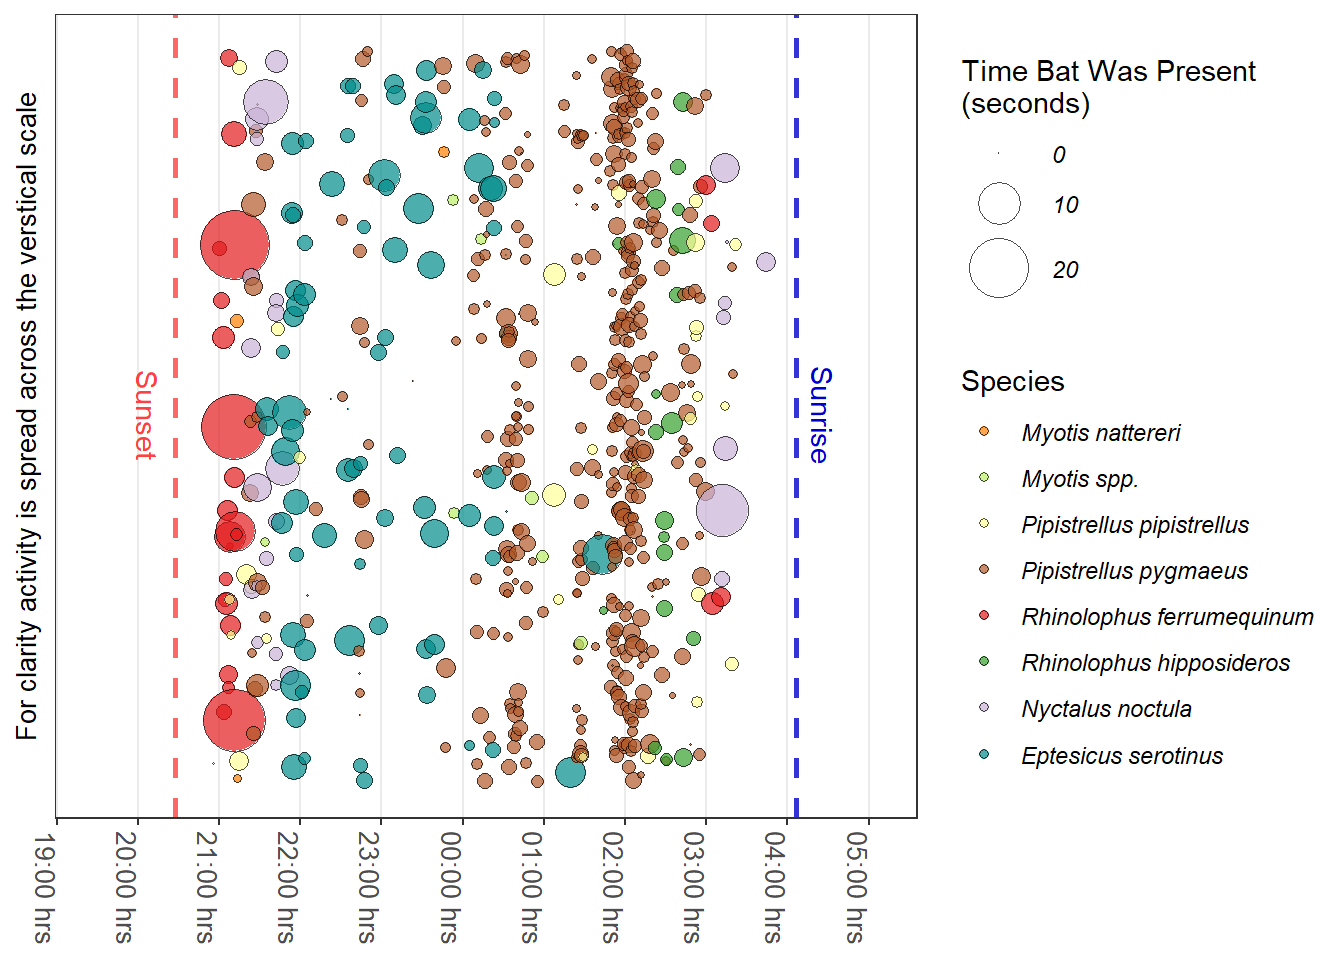 For clarity activity is spread across the verstical scale
Sunset
Sunrise
19:00 hrs
20:00 hrs
21:00 hrs
22:00 hrs
23:00 hrs
00:00 hrs
01:00 hrs
02:00 hrs
03:00 hrs
04:00 hrs
05:00 hrs
Time Bat Was Present
(seconds)
0
10
20
Species
Myotis nattereri
Myotis spp.
Pipistrellus pipistrellus
Pipistrellus pygmaeus
Rhinolophus ferrumequinum
Rhinolophus hipposideros
Nyctalus noctula
Eptesicus serotinus